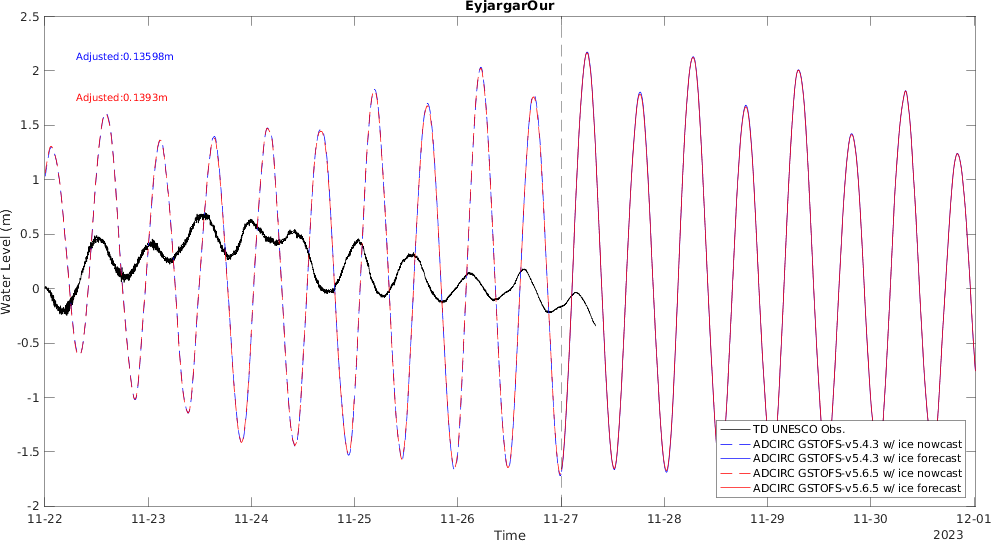 EyjargarOur
Adjusted:0.13598m
Adjusted:0.1393m
Water Level (m)
2.5
2
1.5
1
0.5
0
-0.5
-1
-1.5
-2
11-22
11-23
11-24
11-25
11-26
11-27
11-28
11-29
11-30
12-01
Time
2023
TD UNESCO Obs.
ADCIRC GSTOFS-v5.4.3 w/ ice nowcast
ADCIRC GSTOFS-v5.4.3 w/ ice forecast
ADCIRC GSTOFS-v5.6.5 w/ ice nowcast
ADCIRC GSTOFS-v5.6.5 w/ ice forecast